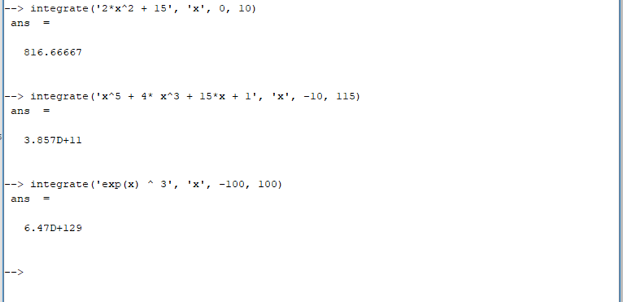 --> integrate('2*x^2 + 15', 'x', 0, 10)
ans  =
816.66667
--> integrate('x^5 + 4* x^3 + 15*x + 1', 'x', -10, 115)
ans  =
3.857D+11
--> integrate('exp(x) ^ 3', 'x', -100, 100)
ans  =
6.47D+129
-->